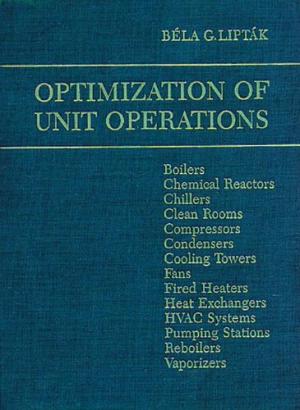 BÉLA G. LIPTÁK
OPTIMIZATION OF
UNIT OPERATIONS
Boilers
Chemical Reactors
Chillers
Clean Rooms
Compressors
Condensers
Cooling Towers
Fans
Fired Heaters
Heat Exchangers
HVAC Systems
Pumping Stations
Reboilers
Vaporizers